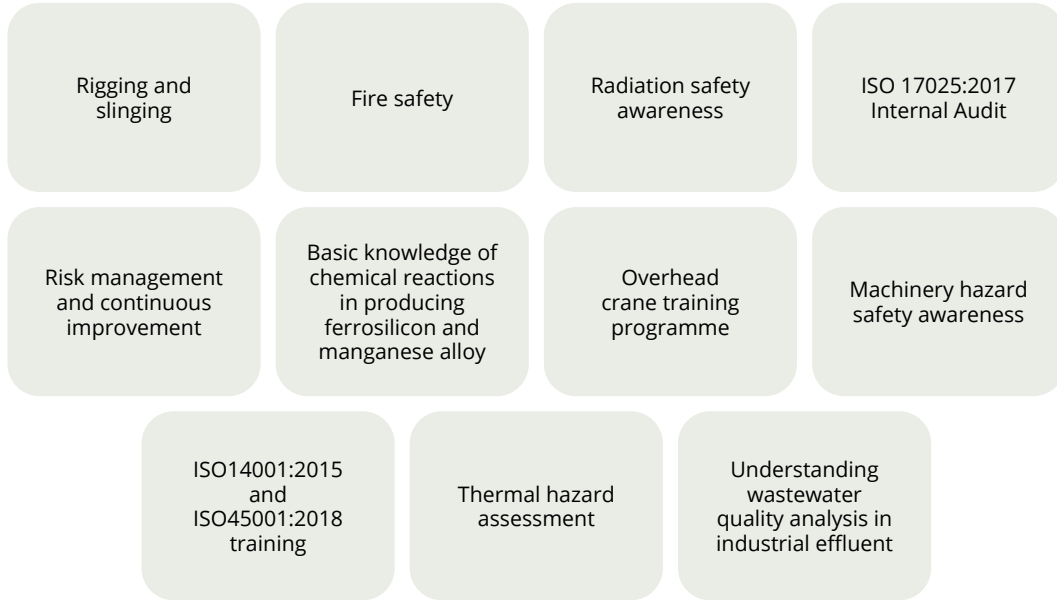 Rigging and
slinging
Fire safety
Radiation safety
awareness
ISO 17025:2017
Internal Audit
Risk management
and continuous
improvement
Basic knowledge of
chemical reactions
in producing
ferrosilicon and
manganese alloy
Overhead
crane training
programme
Machinery hazard
safety awareness
ISO14001:2015
and
ISO45001:2018
training
Thermal hazard
assessment
Understanding
wastewater
quality analysis in
industrial effluent